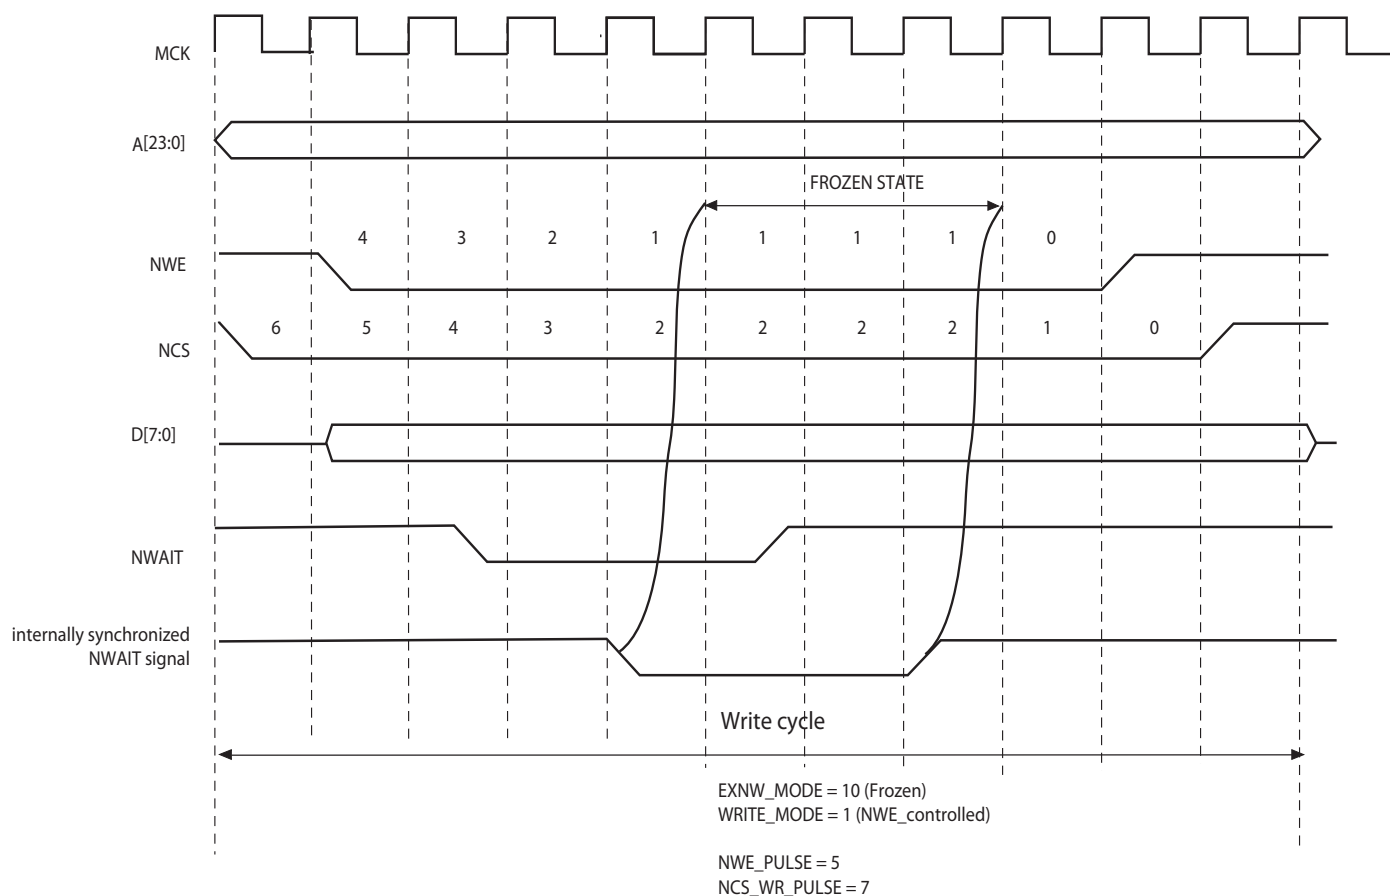 MCK
A[23:0]
FROZEN STATE
4 3 2 1 1 1 1 0
NWE
6 5 4 3 2 2 2 2 1 0
NCS
D[7:0]
NWAIT
internally synchronized
NWAIT signal
Write cycle
EXNW_MODE = 10 (Frozen)
WRITE_MODE = 1 (NWE_controlled)
NWE_PULSE = 5
NCS_WR_PULSE = 7